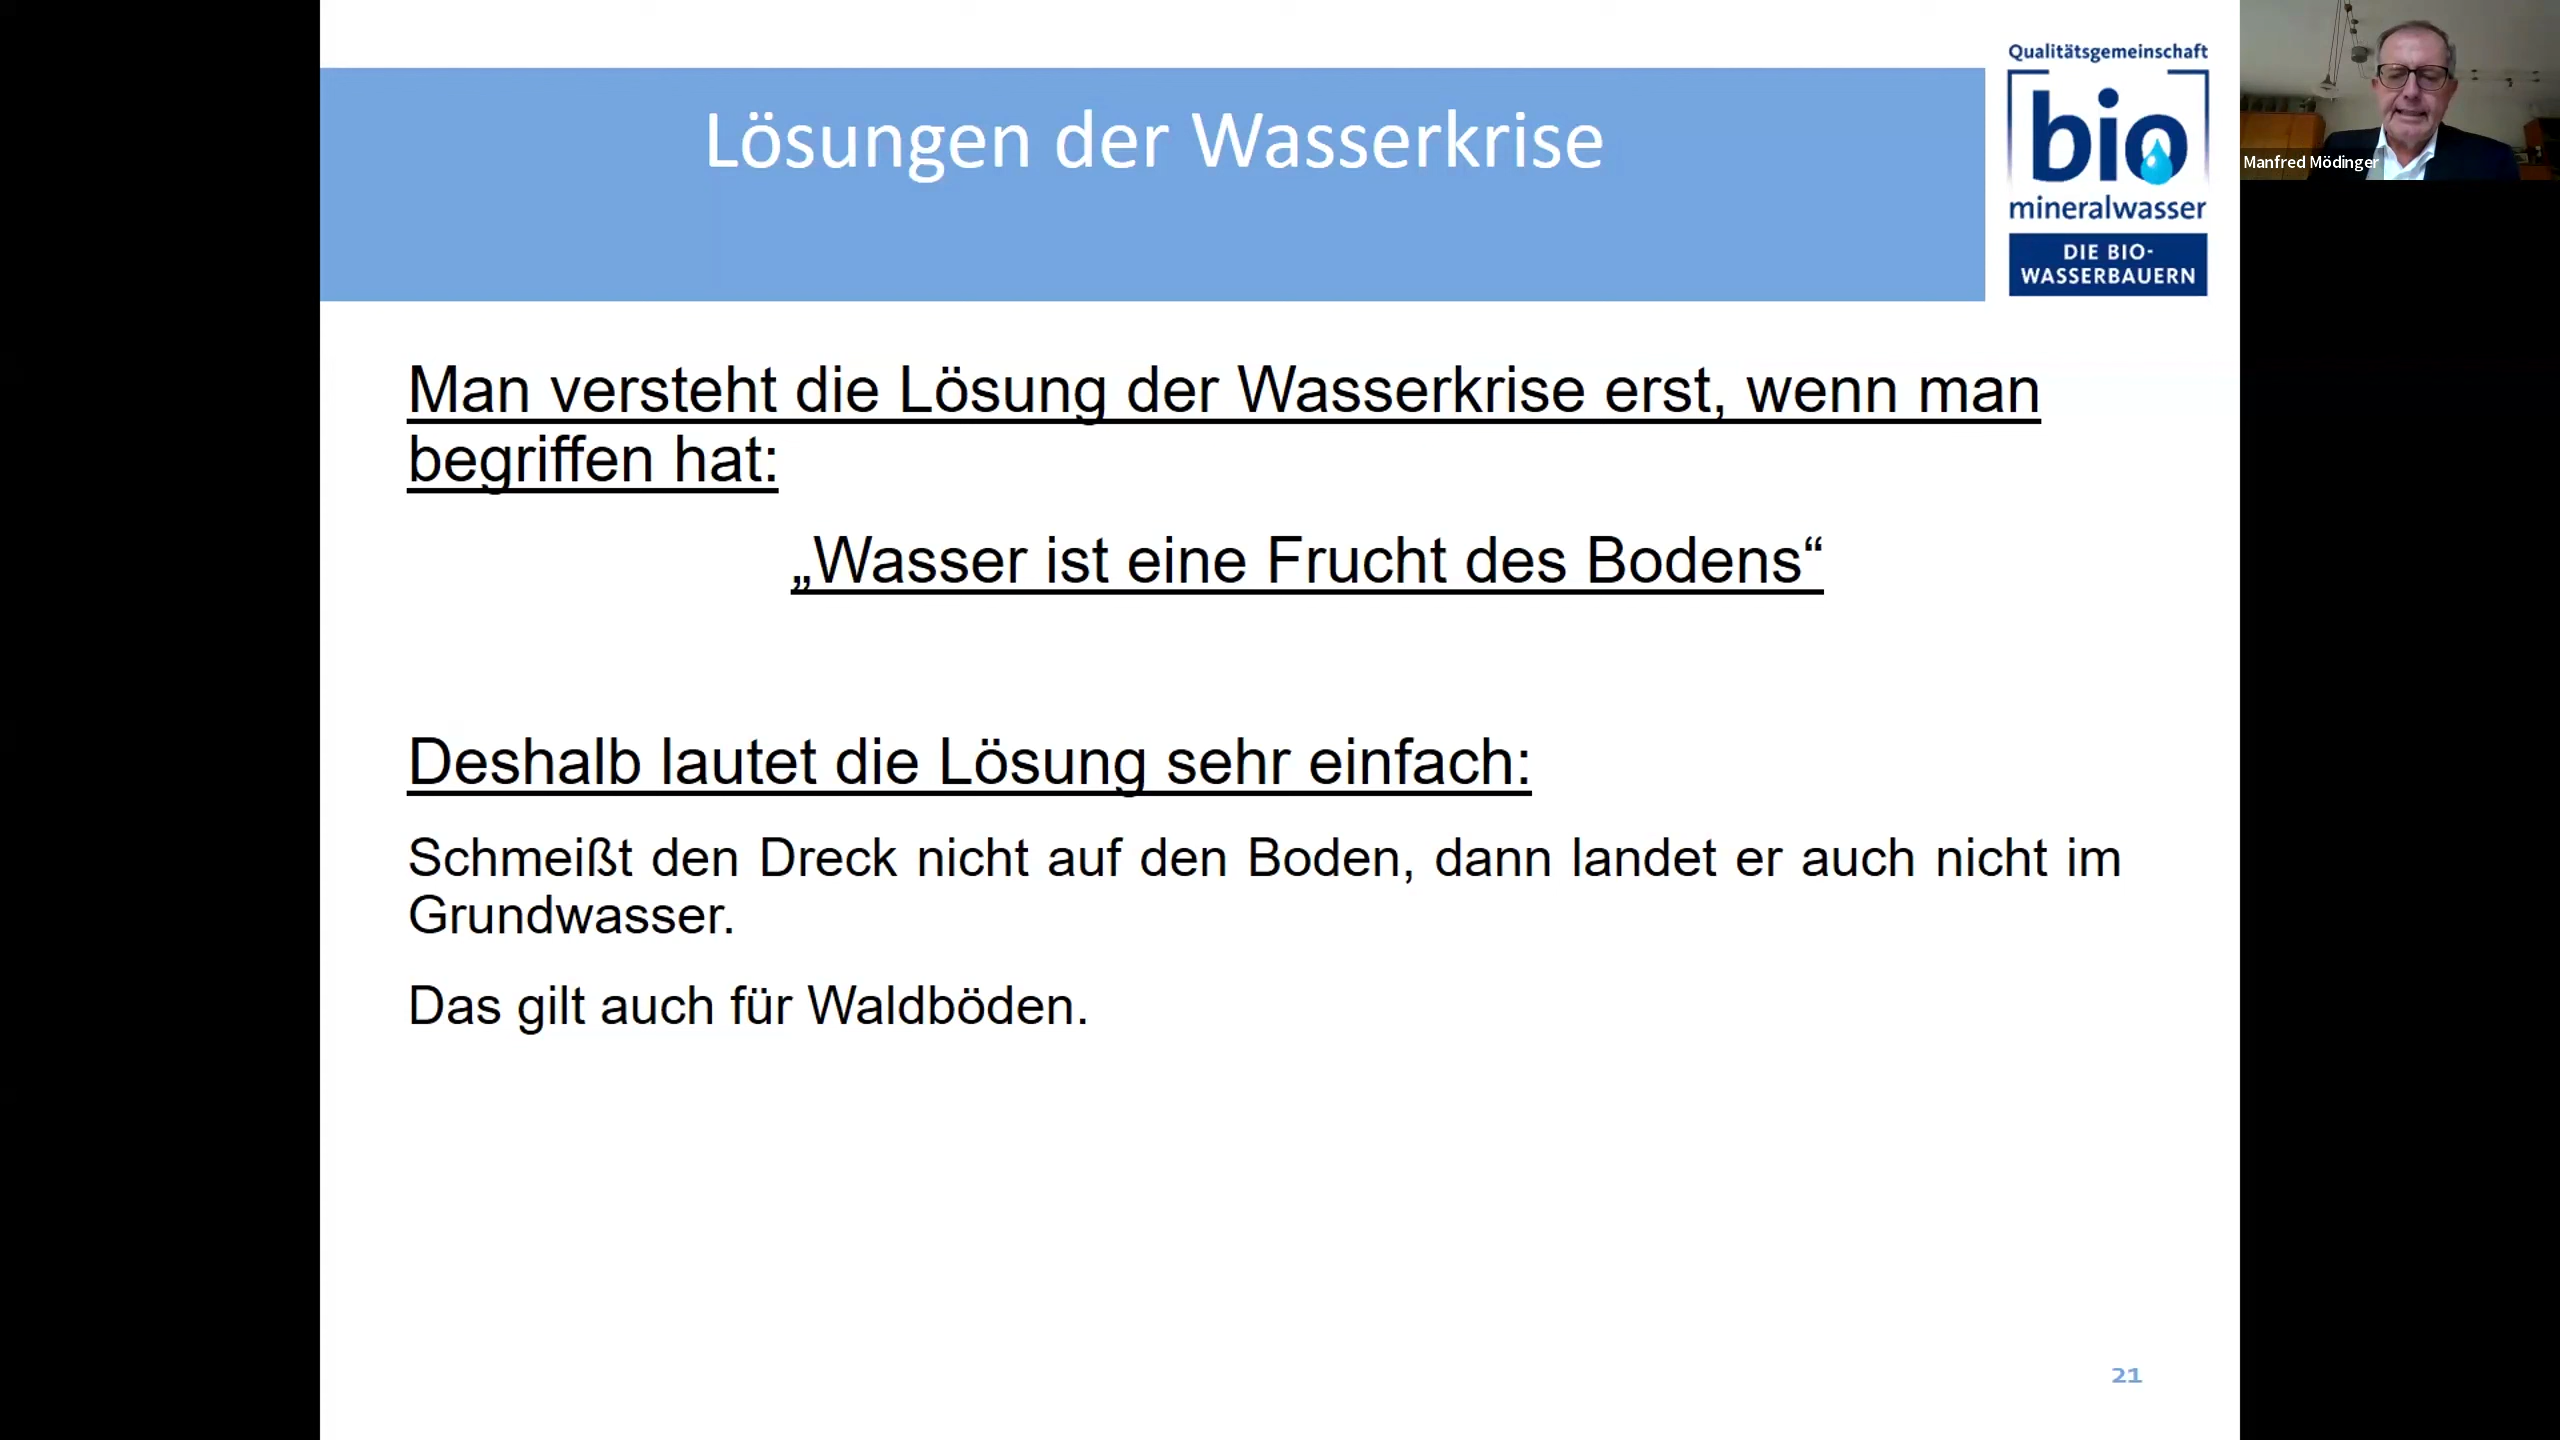 Lösungen der Wasserkrise
Qualitätsgemeinschaft
bio
mineralwasser
DIE BIO-
WASSERBAUERN
Manfred Mödinger
Man versteht die Lösung der Wasserkrise erst, wenn man
begriffen hat:
„Wasser ist eine Frucht des Bodens“
Deshalb lautet die Lösung sehr einfach:
Schmeißt den Dreck nicht auf den Boden, dann landet er auch nicht im
Grundwasser.
Das gilt auch für Waldböden.
21